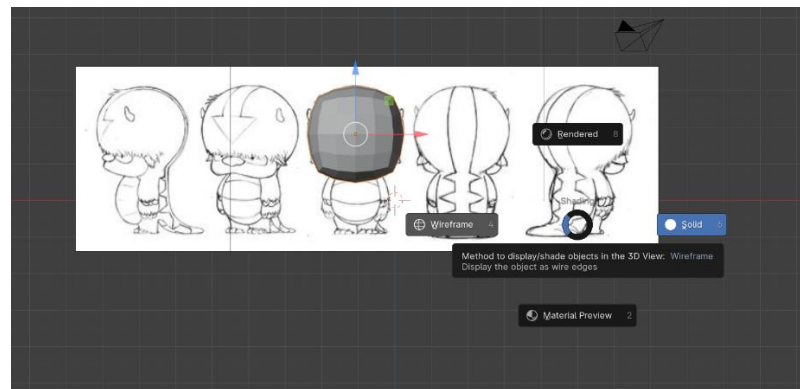 Rendered 8
Shading
Wireframe 4
Solid 5
Method to display/shade objects in the 3D View: Wireframe
Display the object as wire edges
Material Preview 2